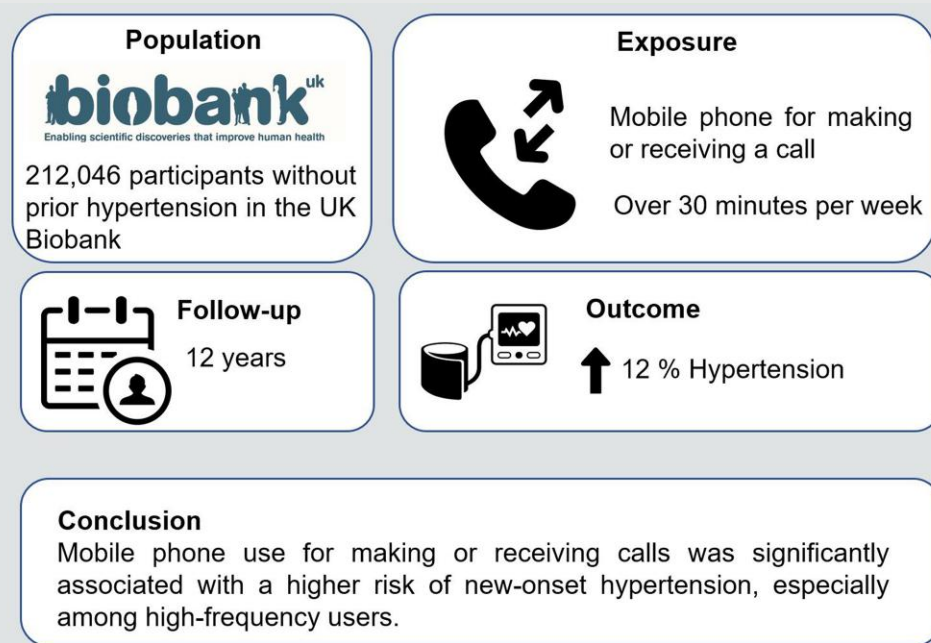 Population
biobank uk
Enabling scientific discoveries that improve human health
212,046 participants without
prior hypertension in the UK
Biobank
Exposure
Mobile phone for making
or receiving a call
Over 30 minutes per week
Follow-up
12 years
Outcome
12 % Hypertension
Conclusion
Mobile phone use for making or receiving calls was significantly
associated with a higher risk of new-onset hypertension, especially
among high-frequency users.